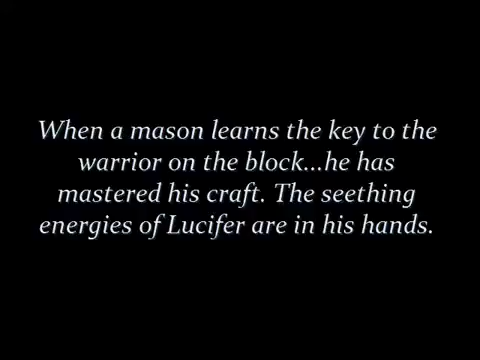 When a mason learns the key to the
warrior on the block...he has
mastered his craft. The seething
energies of Lucifer are in his hands.